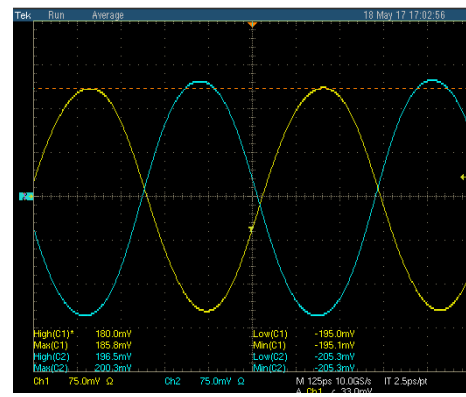 Tek Run Average 18 May 17 17:02:56
High(C1)* 180.0mV Low(C1) -195.0mV
Max(C1) 185.8mV Min(C1) -195.1mV
High(C2) 196.5mV Low(C2) -205.3mV
Max(C2) 200.3mV Min(C2) -205.3mV
Ch1 75.0mV Ω Ch2 75.0mV Ω M 125ps 10.0GS/s IT 2.5ps/pt
A Ch1 33.0mV